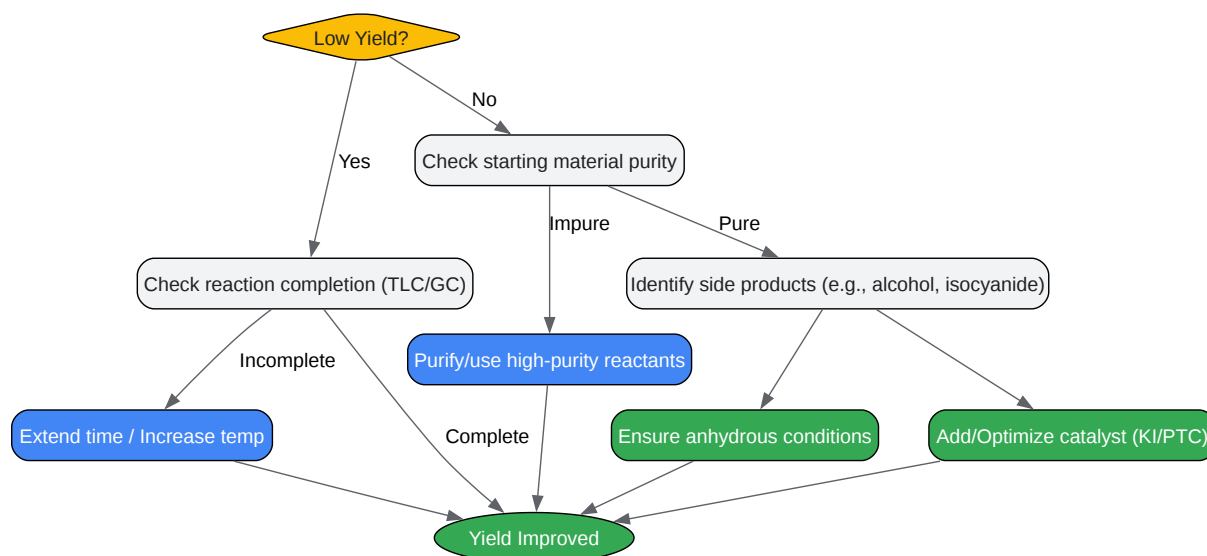 Low Yield?
No
Check starting material purity
Yes
Impure
Pure
Check reaction completion (TLC/GC)
Identify side products (e.g., alcohol, isocyanide)
Incomplete
Purify/use high-purity reactants
Extend time / Increase temp
Complete
Ensure anhydrous conditions
Add/Optimize catalyst (KI/PTC)
Yield Improved